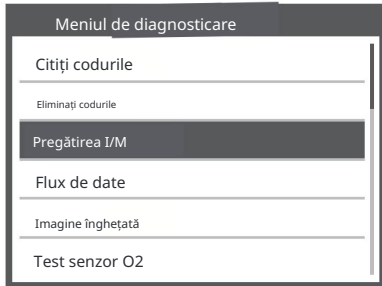 Meniul de diagnosticare
Citiți codurile
Eliminați codurile
Pregătirea I/M
Flux de date
Imagine înghețată
Test senzor O2